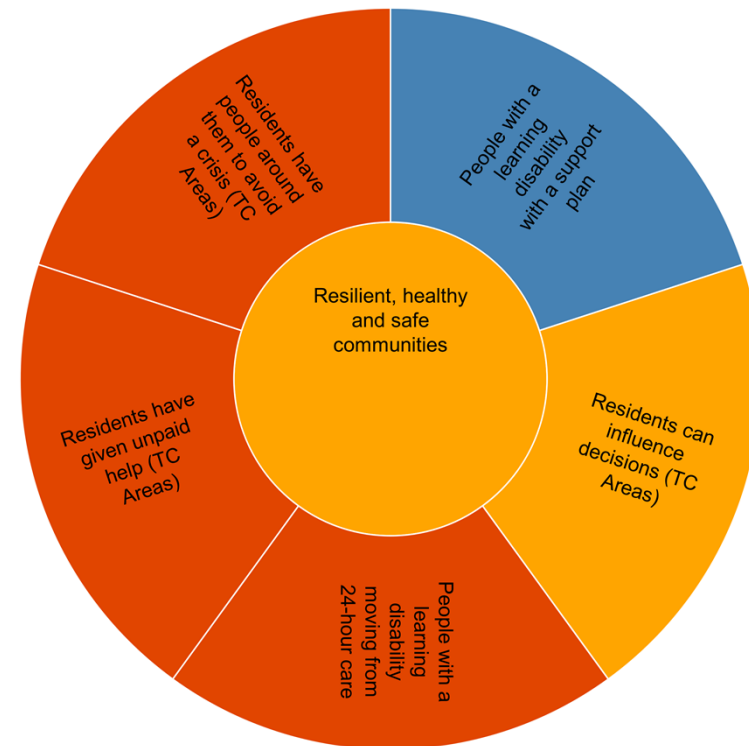 Residents have
people around
them to avoid
a crisis (TC
Areas)
People with a
learning
disability
with a support
plan
Resilient, healthy
and safe
communities
Residents have
given unpaid
help (TC
Areas)
Residents can
influence
decisions (TC
Areas)
People with a
learning
disability
moving from
24-hour care